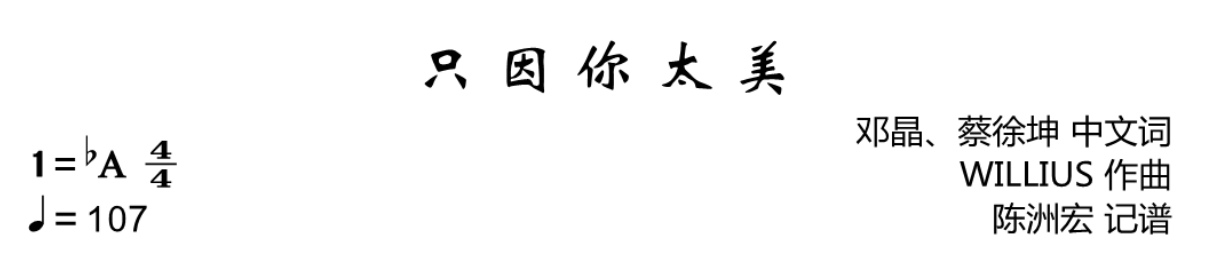 只因你太美
邓晶、蔡徐坤 中文词
1=♭A 4/4
WILLIUS 作曲
♩=107
陈洲宏 记谱